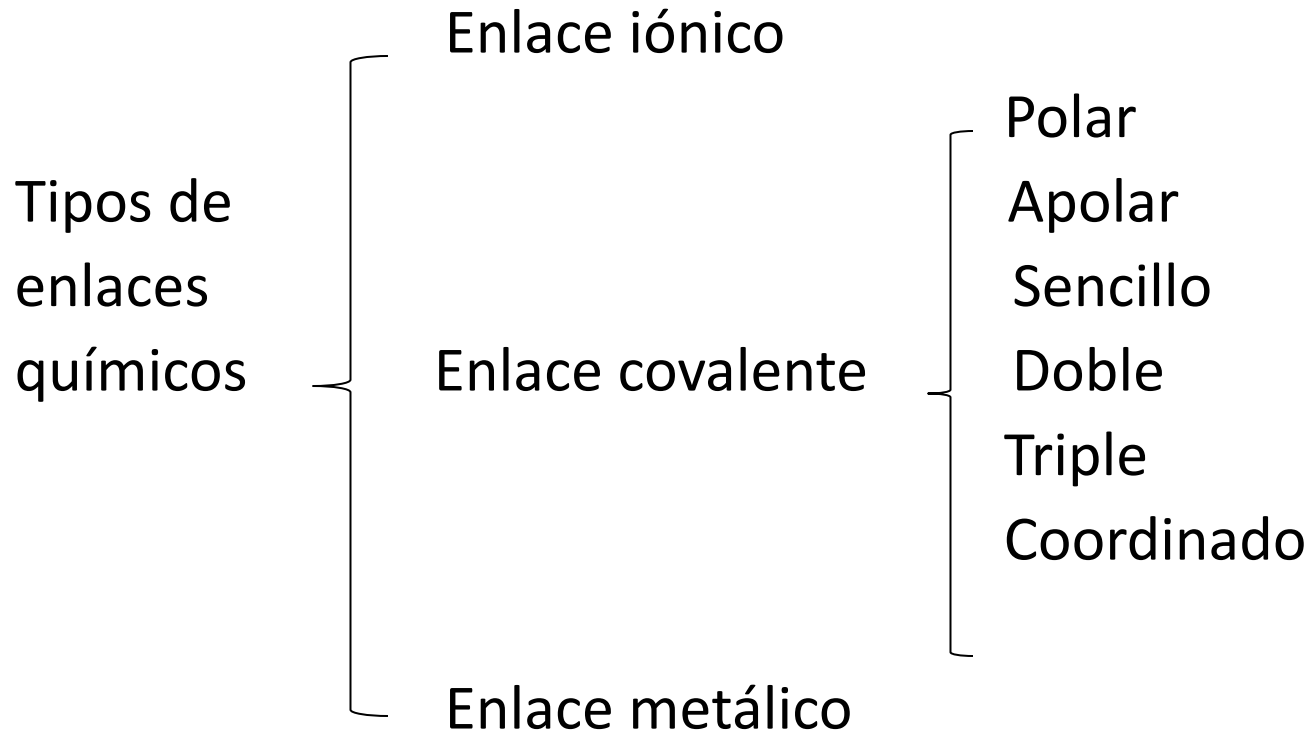 Tipos de
enlaces
químicos
Enlace iónico
Enlace covalente
Polar
Apolar
Sencillo
Doble
Triple
Coordinado
Enlace metálico